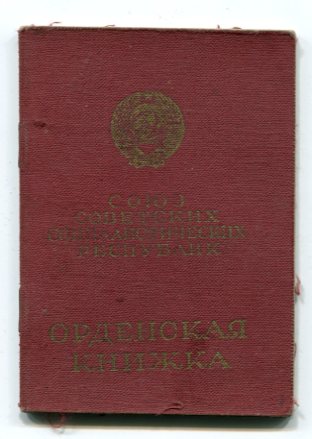 СОЮЗ
СОВЕТСКИХ
СОЦИАЛИСТИЧЕСКИХ
РЕСПУБЛИК
ОРДЕНСКАЯ
КНИЖКА